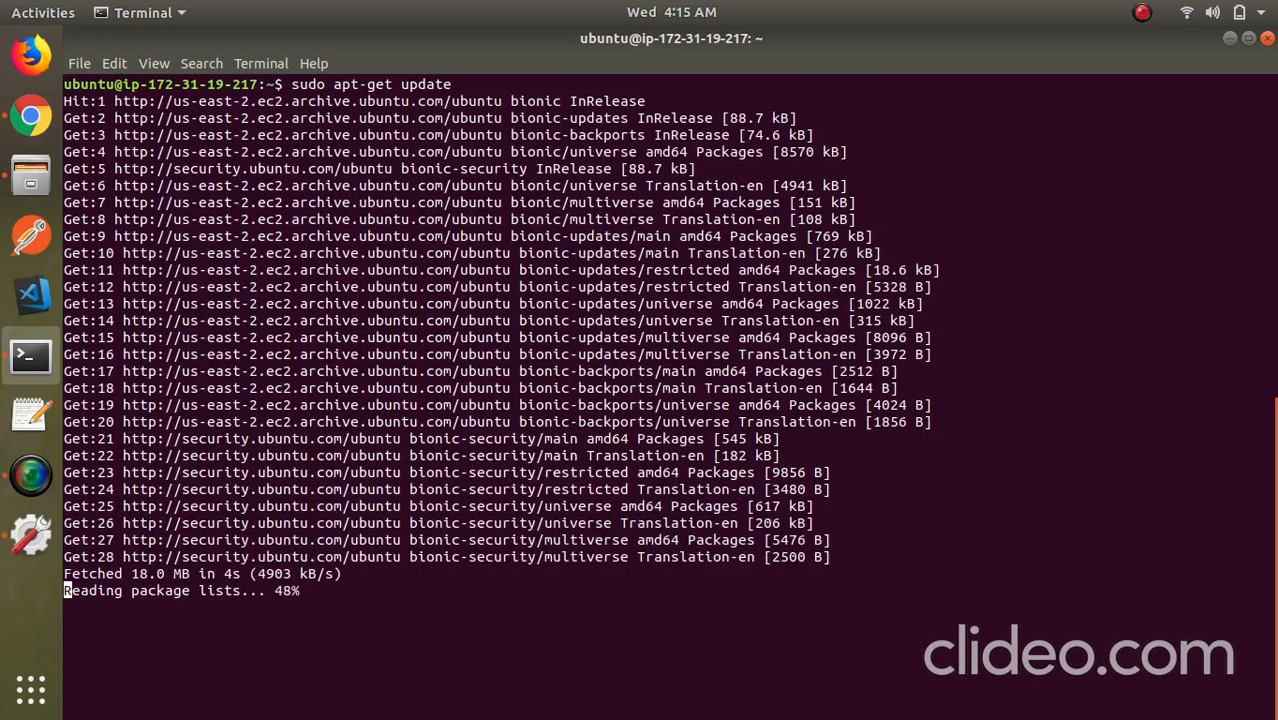 Activities Terminal Wed 4:15 AM
ubuntu@ip-172-31-19-217: ~
File Edit View Search Terminal Help
ubuntu@ip-172-31-19-217:~$ sudo apt-get update
Hit:1 http://us-east-2.ec2.archive.ubuntu.com/ubuntu bionic InRelease
Get:2 http://us-east-2.ec2.archive.ubuntu.com/ubuntu bionic-updates InRelease [88.7 kB]
Get:3 http://us-east-2.ec2.archive.ubuntu.com/ubuntu bionic-backports InRelease [74.6 kB]
Get:4 http://us-east-2.ec2.archive.ubuntu.com/ubuntu bionic/universe amd64 Packages [8570 kB]
Get:5 http://security.ubuntu.com/ubuntu bionic-security InRelease [88.7 kB]
Get:6 http://us-east-2.ec2.archive.ubuntu.com/ubuntu bionic/universe Translation-en [4941 kB]
Get:7 http://us-east-2.ec2.archive.ubuntu.com/ubuntu bionic/multiverse amd64 Packages [151 kB]
Get:8 http://us-east-2.ec2.archive.ubuntu.com/ubuntu bionic/multiverse Translation-en [108 kB]
Get:9 http://us-east-2.ec2.archive.ubuntu.com/ubuntu bionic-updates/main amd64 Packages [769 kB]
Get:10 http://us-east-2.ec2.archive.ubuntu.com/ubuntu bionic-updates/main Translation-en [276 kB]
Get:11 http://us-east-2.ec2.archive.ubuntu.com/ubuntu bionic-updates/restricted amd64 Packages [18.6 kB]
Get:12 http://us-east-2.ec2.archive.ubuntu.com/ubuntu bionic-updates/restricted Translation-en [5328 B]
Get:13 http://us-east-2.ec2.archive.ubuntu.com/ubuntu bionic-updates/universe amd64 Packages [1022 kB]
Get:14 http://us-east-2.ec2.archive.ubuntu.com/ubuntu bionic-updates/universe Translation-en [315 kB]
Get:15 http://us-east-2.ec2.archive.ubuntu.com/ubuntu bionic-updates/multiverse amd64 Packages [8096 B]
Get:16 http://us-east-2.ec2.archive.ubuntu.com/ubuntu bionic-updates/multiverse Translation-en [3972 B]
Get:17 http://us-east-2.ec2.archive.ubuntu.com/ubuntu bionic-backports/main amd64 Packages [2512 B]
Get:18 http://us-east-2.ec2.archive.ubuntu.com/ubuntu bionic-backports/main Translation-en [1644 B]
Get:19 http://us-east-2.ec2.archive.ubuntu.com/ubuntu bionic-backports/universe amd64 Packages [4024 B]
Get:20 http://us-east-2.ec2.archive.ubuntu.com/ubuntu bionic-backports/universe Translation-en [1856 B]
Get:21 http://security.ubuntu.com/ubuntu bionic-security/main amd64 Packages [545 kB]
Get:22 http://security.ubuntu.com/ubuntu bionic-security/main Translation-en [182 kB]
Get:23 http://security.ubuntu.com/ubuntu bionic-security/restricted amd64 Packages [9856 B]
Get:24 http://security.ubuntu.com/ubuntu bionic-security/restricted Translation-en [3480 B]
Get:25 http://security.ubuntu.com/ubuntu bionic-security/universe amd64 Packages [617 kB]
Get:26 http://security.ubuntu.com/ubuntu bionic-security/universe Translation-en [206 kB]
Get:27 http://security.ubuntu.com/ubuntu bionic-security/multiverse amd64 Packages [5476 B]
Get:28 http://security.ubuntu.com/ubuntu bionic-security/multiverse Translation-en [2500 B]
Fetched 18.0 MB in 4s (4903 kB/s)
Reading package lists... 48%
clideo.com